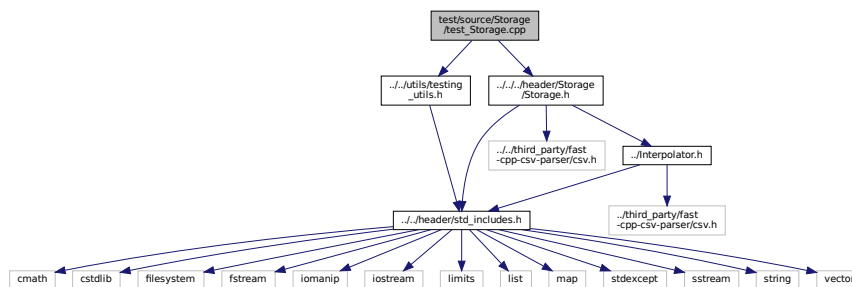 test/source/Storage
/test_Storage.cpp
../../utils/testing
_utils.h
../../../header/Storage
/Storage.h
../../third_party/fast
-cpp-csv-parser/csv.h
../Interpolator.h
../../header/std_includes.h
../third_party/fast
-cpp-csv-parser/csv.h
cmath
cstdlib
filesystem
fstream
iomanip
iostream
limits
list
map
stdexcept
sstream
string
vector